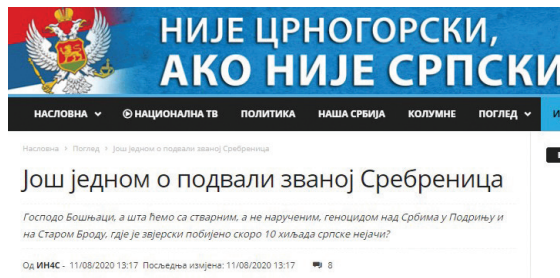 НИЈЕ ЦРНОГОРСКИ,
АКО НИЈЕ СРПСКИ
НАСЛОВНА НАЦИОНАЛНА ТВ ПОЛИТИКА НАША СРБИЈА КОЛУМНЕ ПОГЛЕД
Насловна › Поглед › Још једном о подвали званој Сребреница
Још једном о подвали званој Сребреница
Господо Бошњаци, а шта ћемо са стварним, а не нарученим, геноцидом над Србима у Подрињу и
на Старом Броду, гдје је звјерски побијено скоро 10 хиљада српске нејачи?
Од ИН4С - 11/08/2020 13:17 Посљедња измјена: 11/08/2020 13:17 8